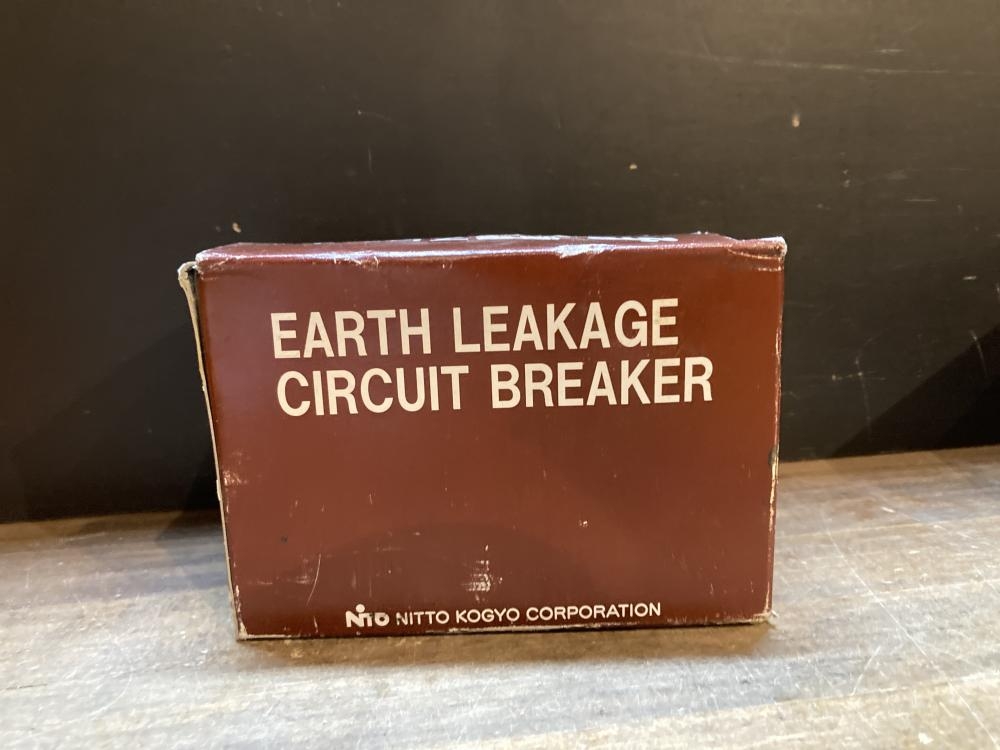 EARTH LEAKAGE
CIRCUIT BREAKER
NITO NITTO KOGYO CORPORATION